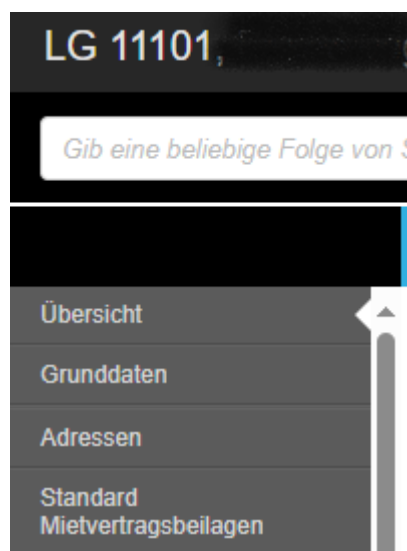 LG 11101,
Gib eine beliebige Folge von
Übersicht
Grunddaten
Adressen
Standard
Mietvertragsbeilagen